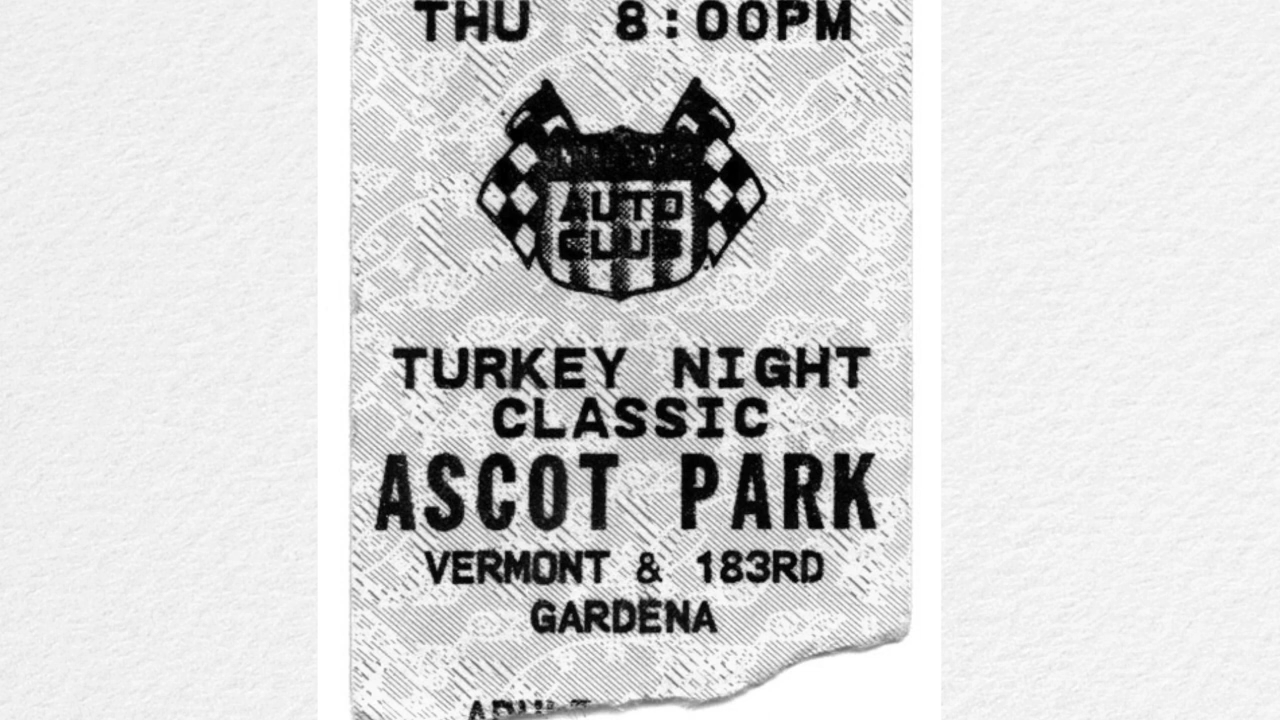 THU 8:00PM
AUTO
CLUB
TURKEY NIGHT
CLASSIC
ASCOT PARK
VERMONT & 183RD
GARDENA